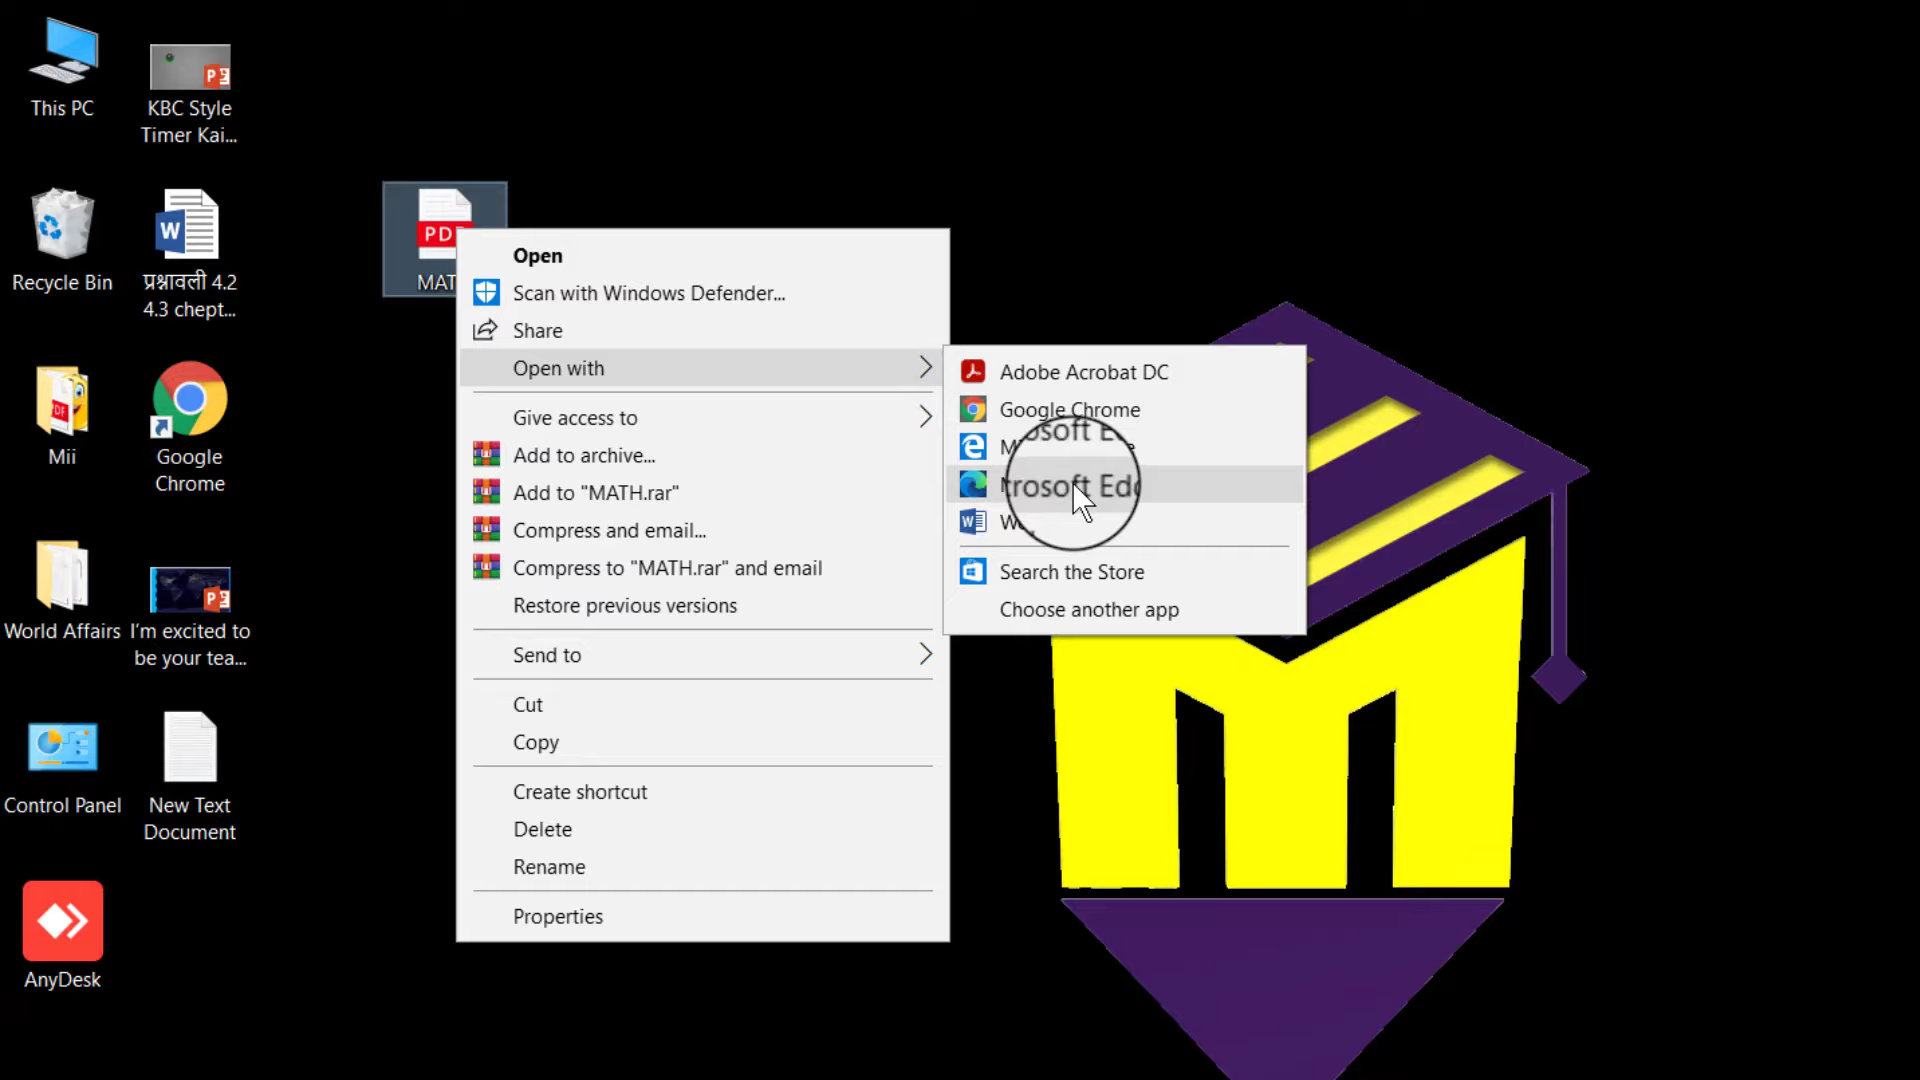 This PC
KBC Style
Timer Kai...
Recycle Bin
प्रश्नावली 4.2
4.3 chept...
Mii
Google
Chrome
World Affairs
I'm excited to
be your tea...
Control Panel
New Text
Document
AnyDesk
PDF
Open
Scan with Windows Defender...
Share
Open with
Give access to
Add to archive...
Add to "MATH.rar"
Compress and email...
Compress to "MATH.rar" and email
Restore previous versions
Send to
Cut
Copy
Create shortcut
Delete
Rename
Properties
Adobe Acrobat DC
Google Chrome
Search the Store
Choose another app